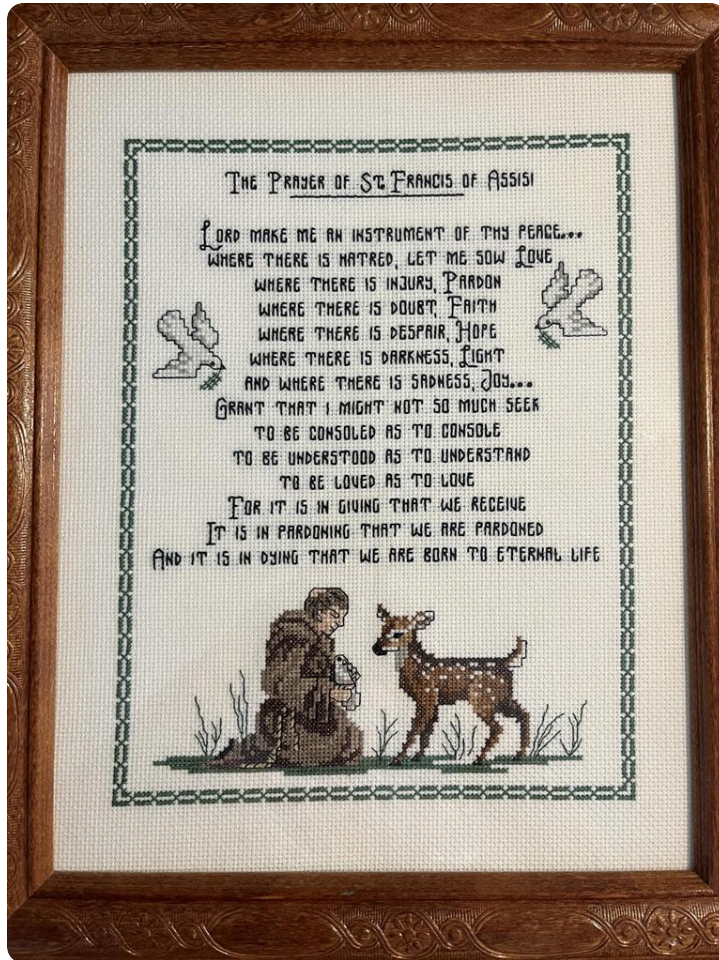 The Prayer of St. Francis of Assisi
Lord make me an instrument of thy peace...
where there is hatred, let me sow Love
where there is injury, Pardon
where there is doubt, Faith
where there is despair, Hope
where there is darkness, Light
and where there is sadness, Joy...
Grant that I might not so much seek
to be consoled as to console
to be understood as to understand
to be loved as to love
For it is in giving that we receive
It is in pardoning that we are pardoned
And it is in dying that we are born to eternal life